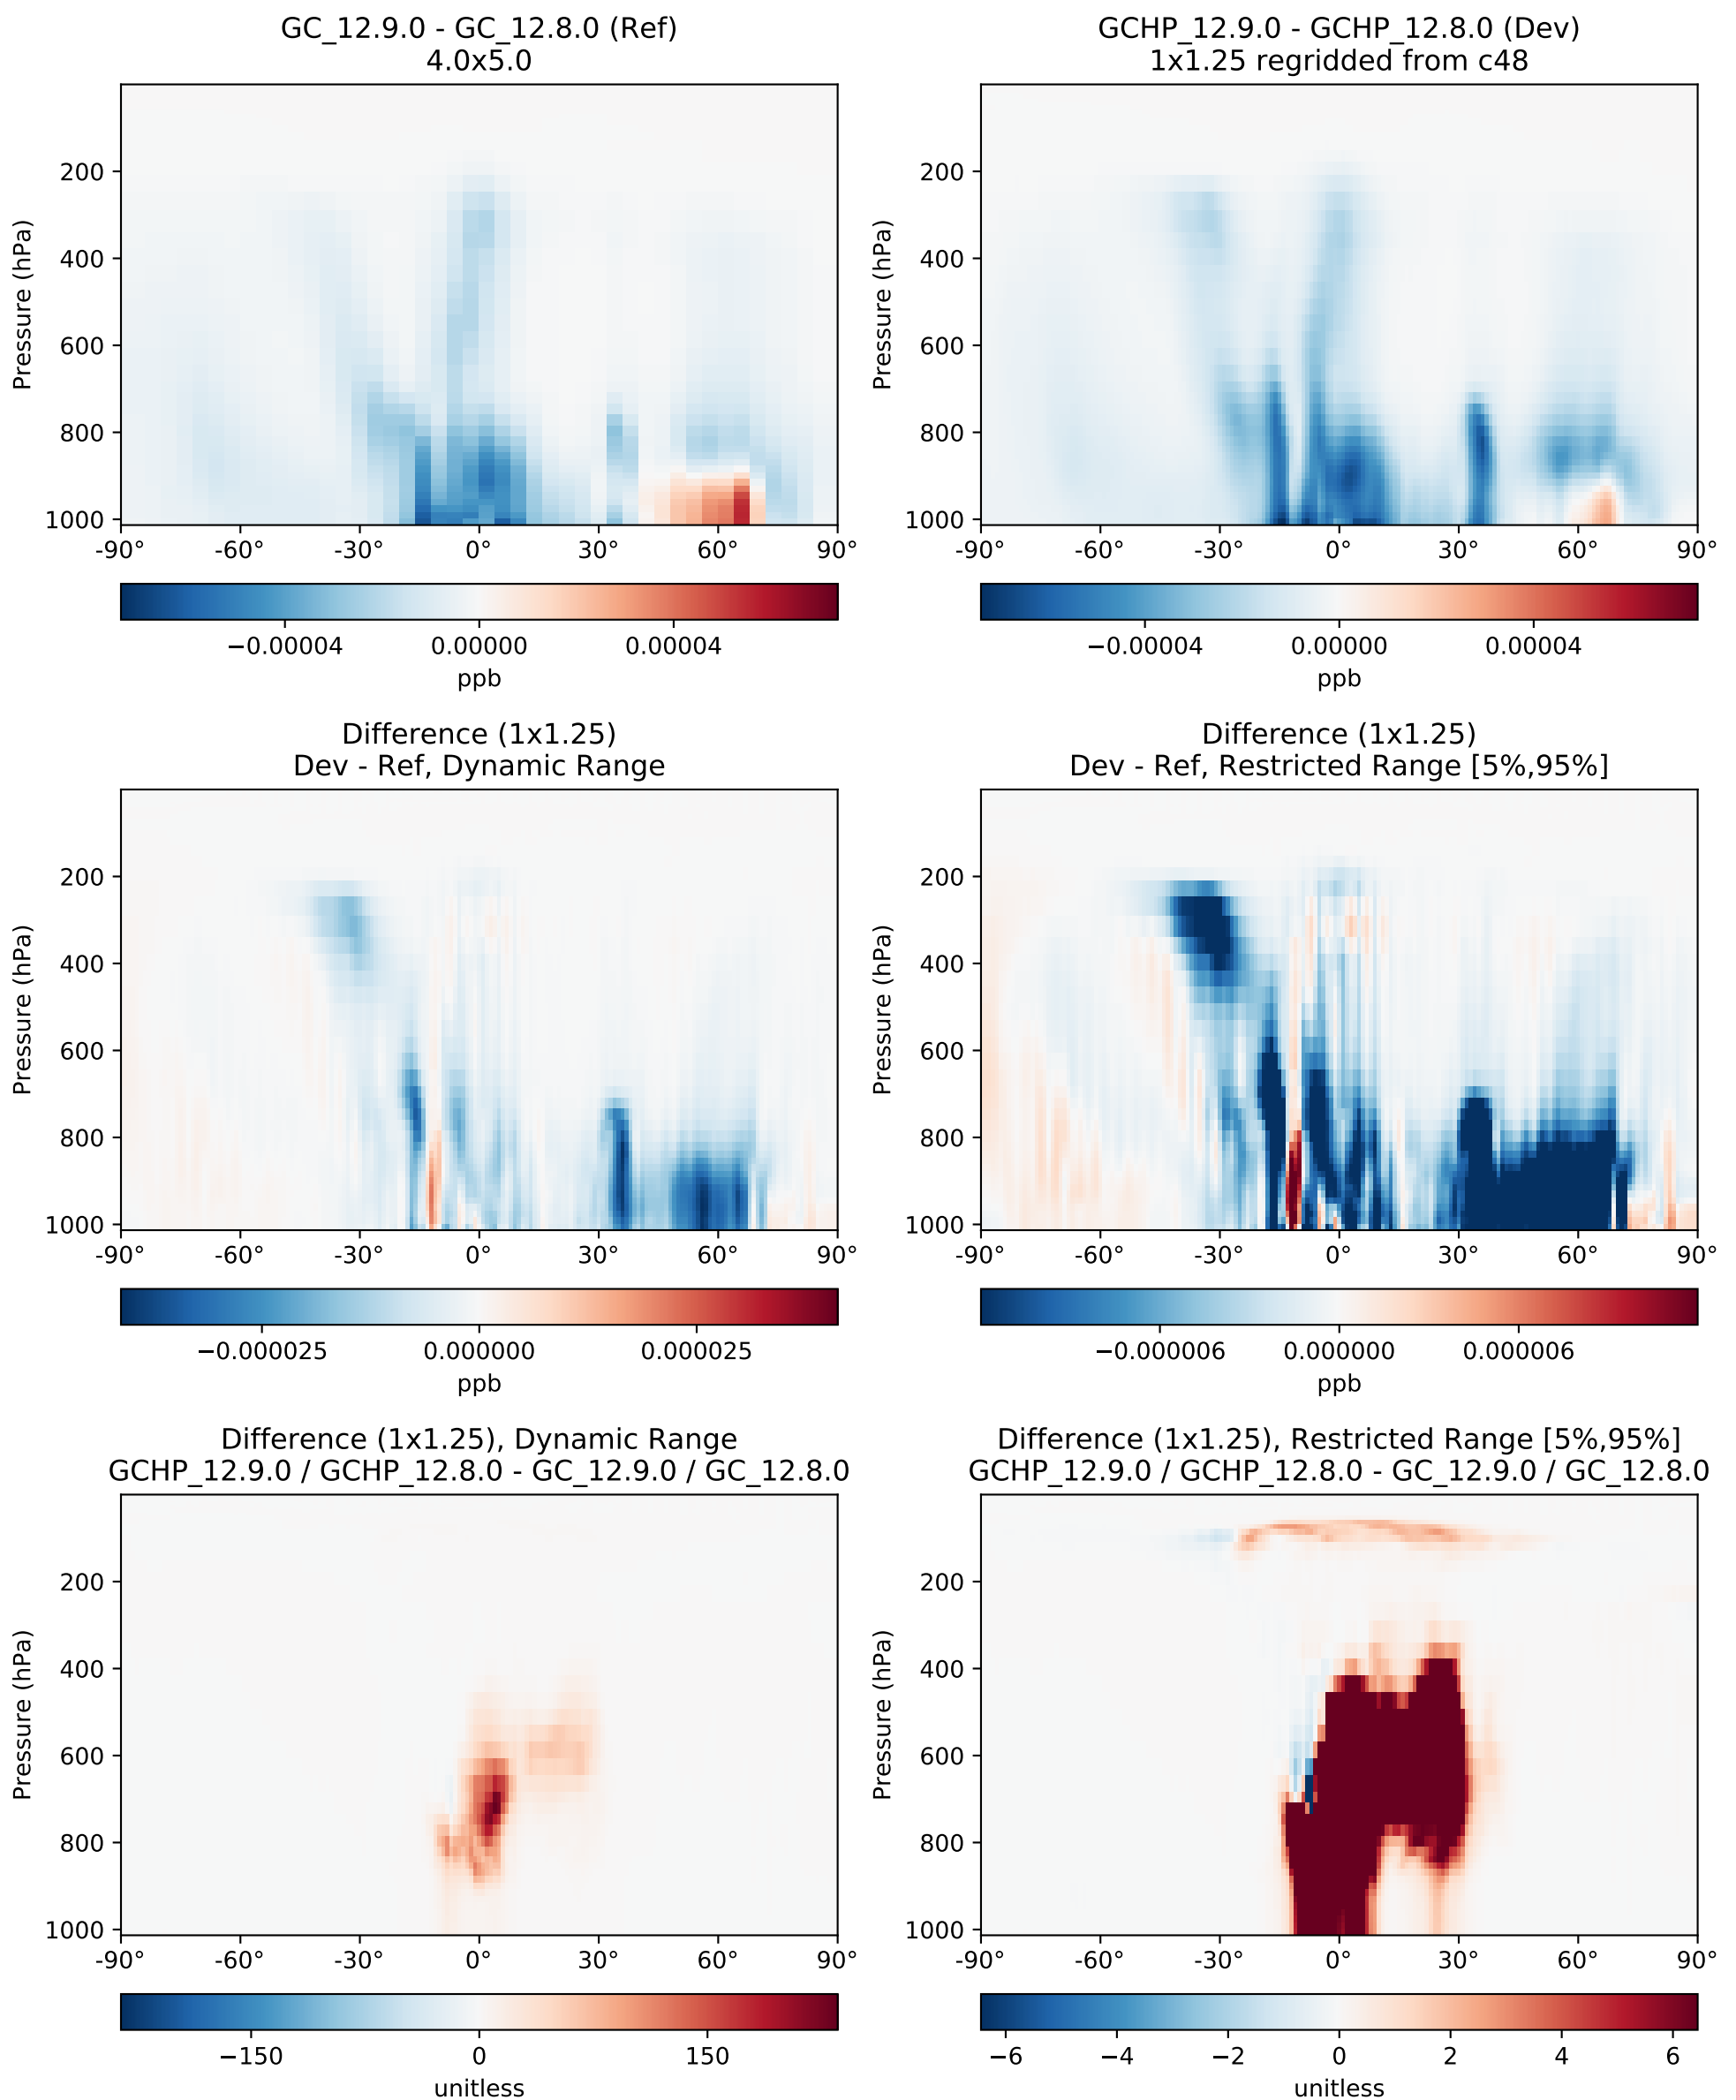 GC_12.9.0 - GC_12.8.0 (Ref)
4.0x5.0
Pressure (hPa)
200
400
600
800
1000
-90° -60° -30° 0° 30° 60° 90°
−0.00004 0.00000 0.00004
ppb
GCHP_12.9.0 - GCHP_12.8.0 (Dev)
1x1.25 regridded from c48
Pressure (hPa)
200
400
600
800
1000
-90° -60° -30° 0° 30° 60° 90°
−0.00004 0.00000 0.00004
ppb
Difference (1x1.25)
Dev - Ref, Dynamic Range
Pressure (hPa)
200
400
600
800
1000
-90° -60° -30° 0° 30° 60° 90°
−0.000025 0.000000 0.000025
ppb
Difference (1x1.25)
Dev - Ref, Restricted Range [5%,95%]
Pressure (hPa)
200
400
600
800
1000
-90° -60° -30° 0° 30° 60° 90°
−0.000006 0.000000 0.000006
ppb
Difference (1x1.25), Dynamic Range
GCHP_12.9.0 / GCHP_12.8.0 - GC_12.9.0 / GC_12.8.0
Pressure (hPa)
200
400
600
800
1000
-90° -60° -30° 0° 30° 60° 90°
−150 0 150
unitless
Difference (1x1.25), Restricted Range [5%,95%]
GCHP_12.9.0 / GCHP_12.8.0 - GC_12.9.0 / GC_12.8.0
Pressure (hPa)
200
400
600
800
1000
-90° -60° -30° 0° 30° 60° 90°
−6 −4 −2 0 2 4 6
unitless